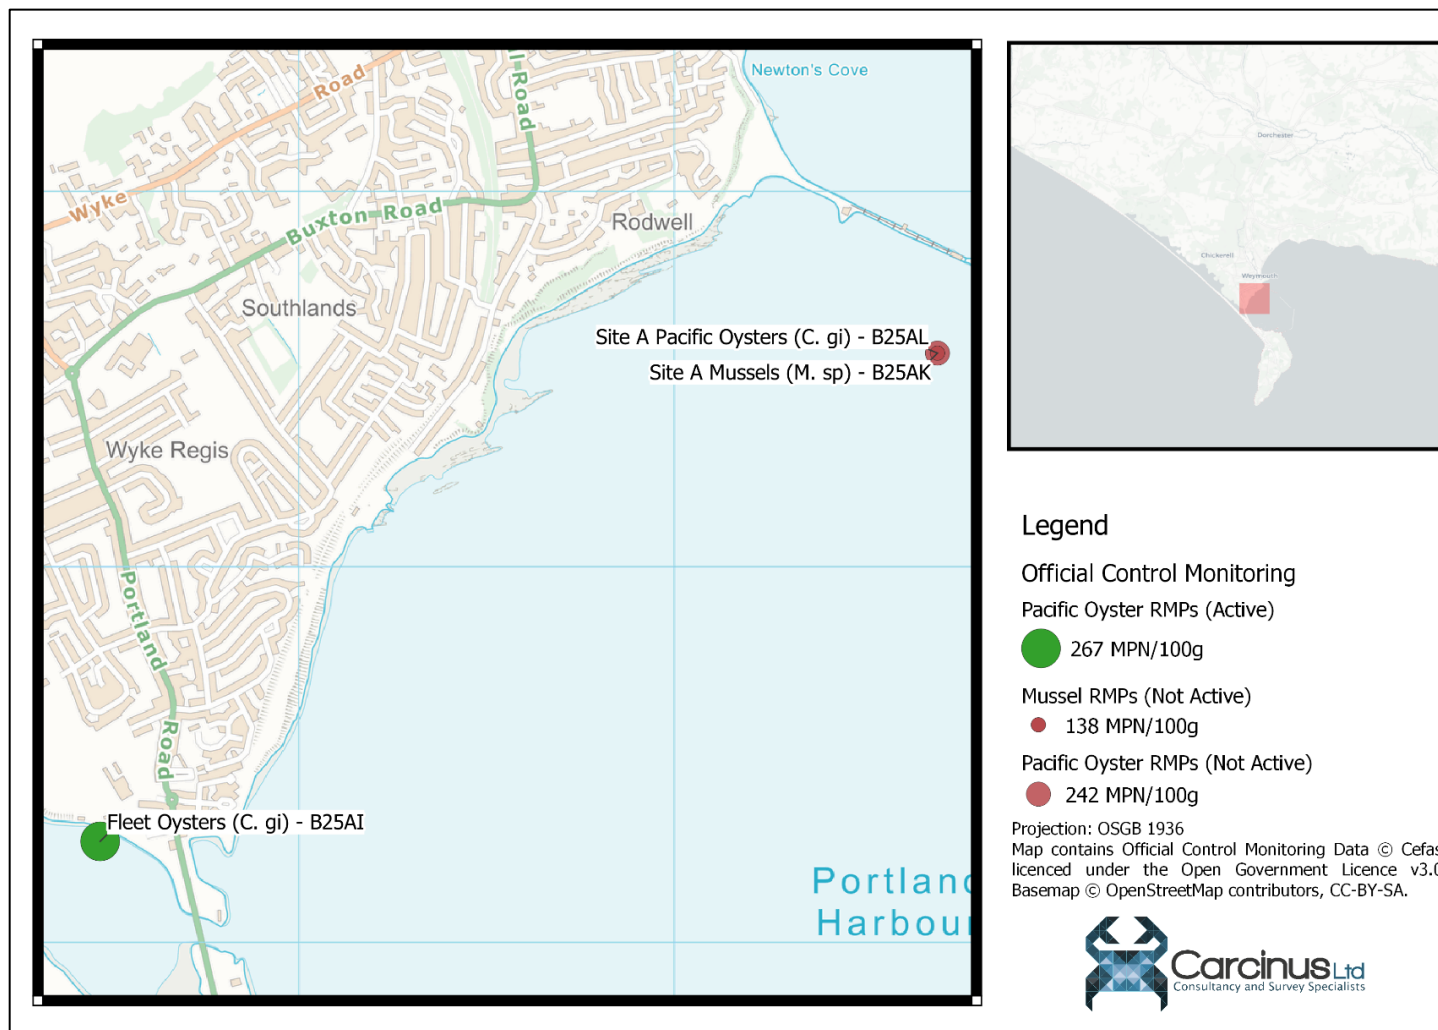 Newton's Cove
l Road
Road
Wyke
Buxton Road
Rodwell
Southlands
Site A Pacific Oysters (C. gi) - B25AL
Site A Mussels (M. sp) - B25AK
Wyke Regis
Portland
Road
Fleet Oysters (C. gi) - B25AI
Portland
Harbour
Dorchester
Chickerell
Weymouth
Legend
Official Control Monitoring
Pacific Oyster RMPs (Active)
267 MPN/100g
Mussel RMPs (Not Active)
138 MPN/100g
Pacific Oyster RMPs (Not Active)
242 MPN/100g
Projection: OSGB 1936
Map contains Official Control Monitoring Data © Cefas
licenced under the Open Government Licence v3.0
Basemap © OpenStreetMap contributors, CC-BY-SA.
Carcinus Ltd
Consultancy and Survey Specialists